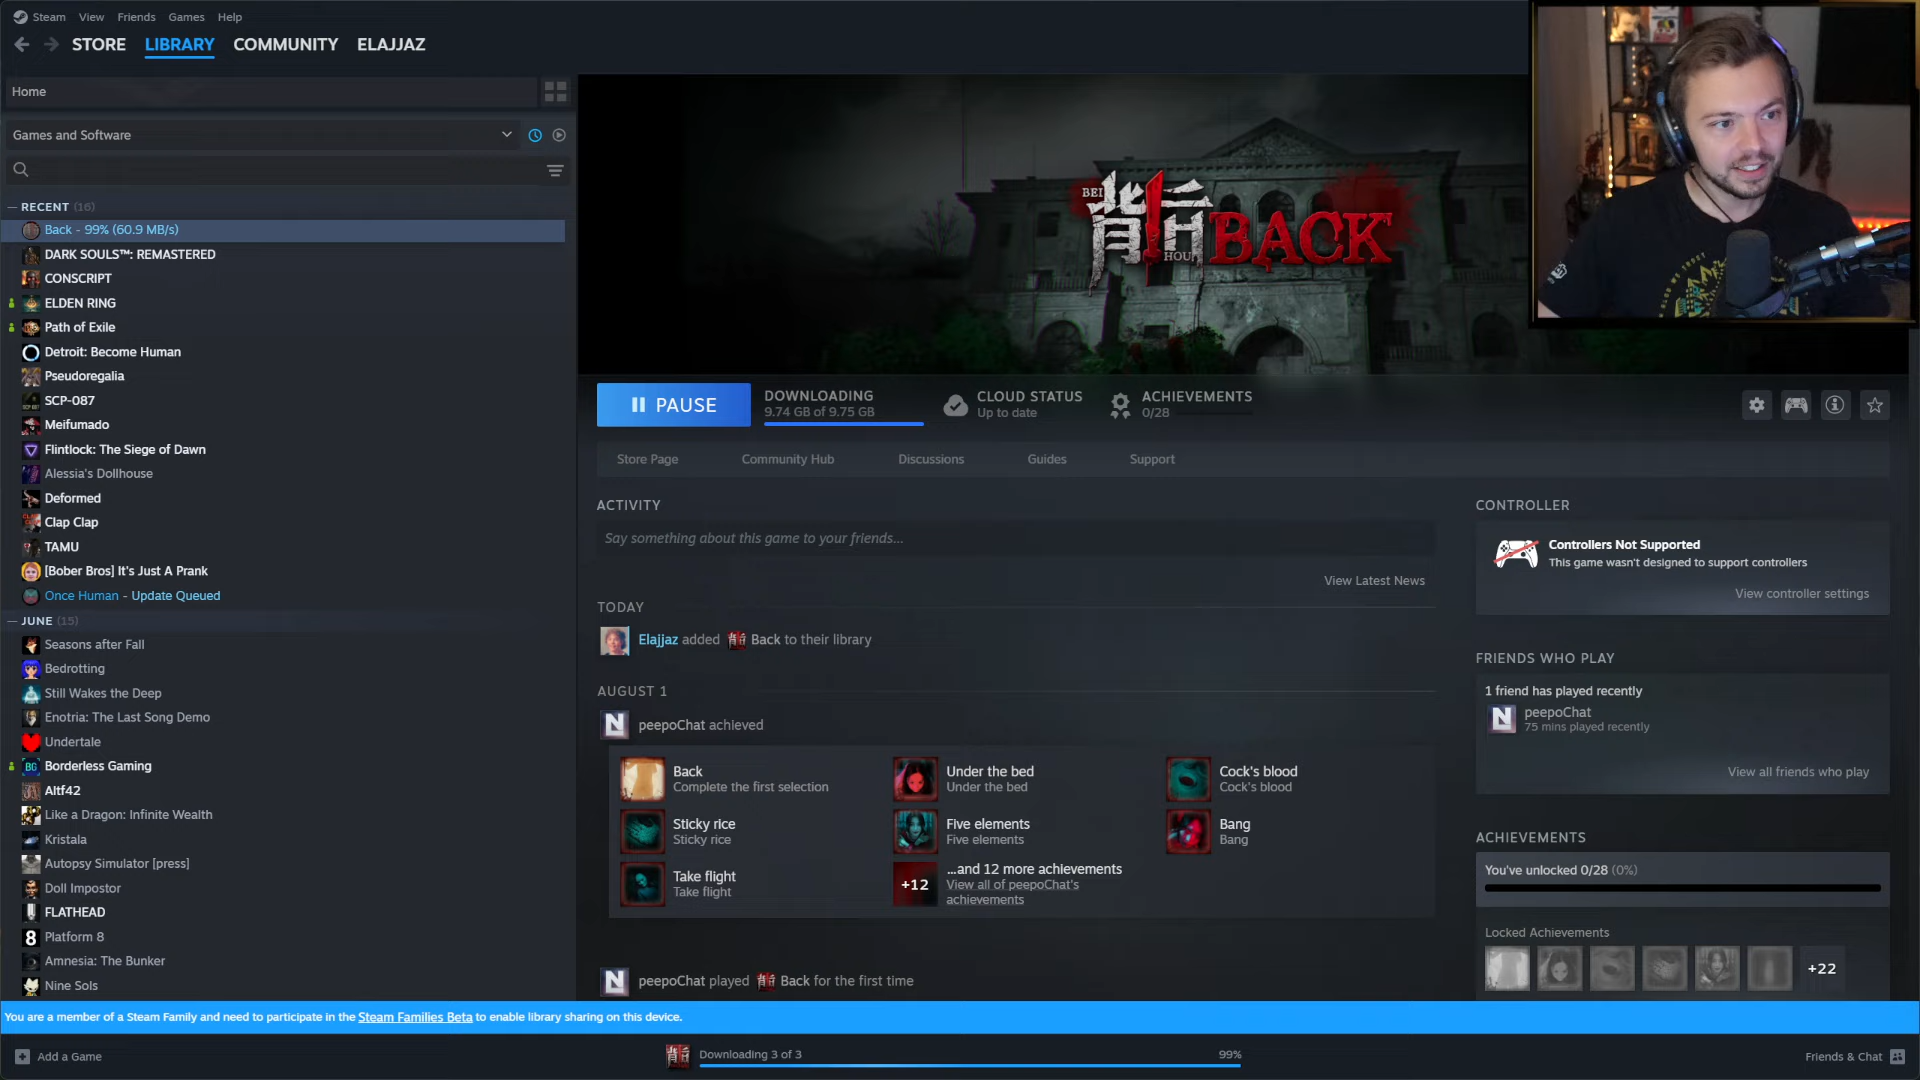 Steam View Friends Games Help
STORE LIBRARY COMMUNITY ELAJJAZ
Home
Games and Software
— RECENT (16)
Back - 99% (60.9 MB/s)
DARK SOULS™: REMASTERED
CONSCRIPT
ELDEN RING
Path of Exile
Detroit: Become Human
Pseudoregalia
SCP-087
Meifumado
Flintlock: The Siege of Dawn
Alessia's Dollhouse
Deformed
Clap Clap
TAMU
[Bober Bros] It's Just A Prank
Once Human - Update Queued
— JUNE (15)
Seasons after Fall
Bedrotting
Still Wakes the Deep
Enotria: The Last Song Demo
Undertale
Borderless Gaming
Altf42
Like a Dragon: Infinite Wealth
Kristala
Autopsy Simulator [press]
Doll Impostor
FLATHEAD
Platform 8
Amnesia: The Bunker
Nine Sols
BEI
背后
HOU
BACK
PAUSE
DOWNLOADING
9.74 GB of 9.75 GB
CLOUD STATUS
Up to date
ACHIEVEMENTS
0/28
Store Page Community Hub Discussions Guides Support
ACTIVITY
Say something about this game to your friends...
View Latest News
TODAY
Elajjaz added Back to their library
AUGUST 1
peepoChat achieved
Back
Complete the first selection
Under the bed
Under the bed
Cock's blood
Cock's blood
Sticky rice
Sticky rice
Five elements
Five elements
Bang
Bang
Take flight
Take flight
+12
...and 12 more achievements
View all of peepoChat's
achievements
peepoChat played Back for the first time
CONTROLLER
Controllers Not Supported
This game wasn't designed to support controllers
View controller settings
FRIENDS WHO PLAY
1 friend has played recently
peepoChat
75 mins played recently
View all friends who play
ACHIEVEMENTS
You've unlocked 0/28 (0%)
Locked Achievements
+22
You are a member of a Steam Family and need to participate in the Steam Families Beta to enable library sharing on this device.
Add a Game
Downloading 3 of 3
99%
Friends & Chat